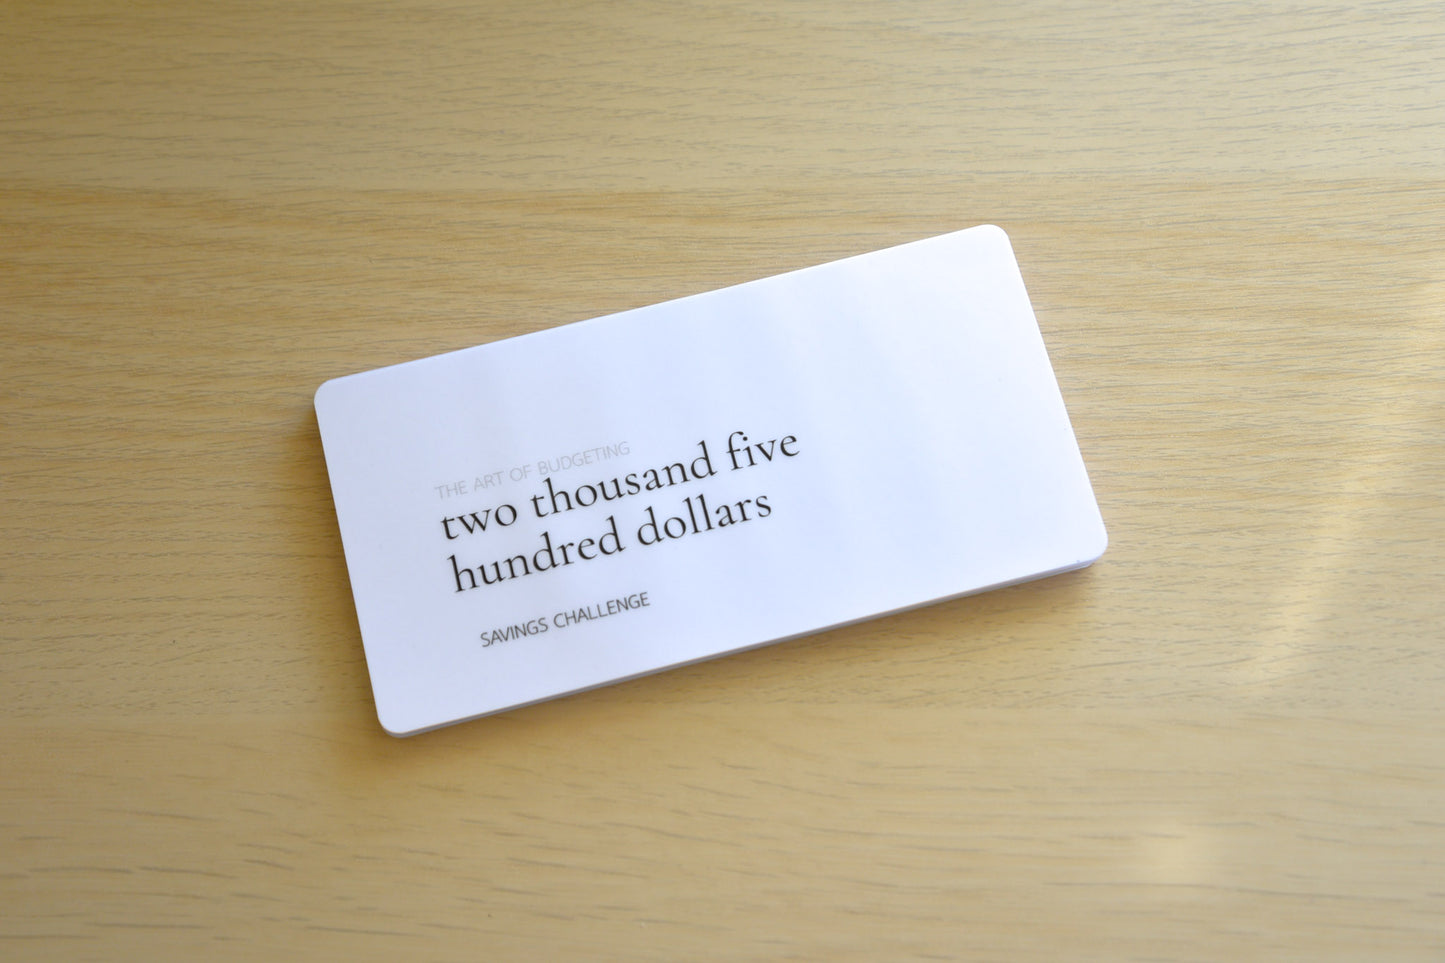 THE ART OF BUDGETING
two thousand five
hundred dollars
SAVINGS CHALLENGE